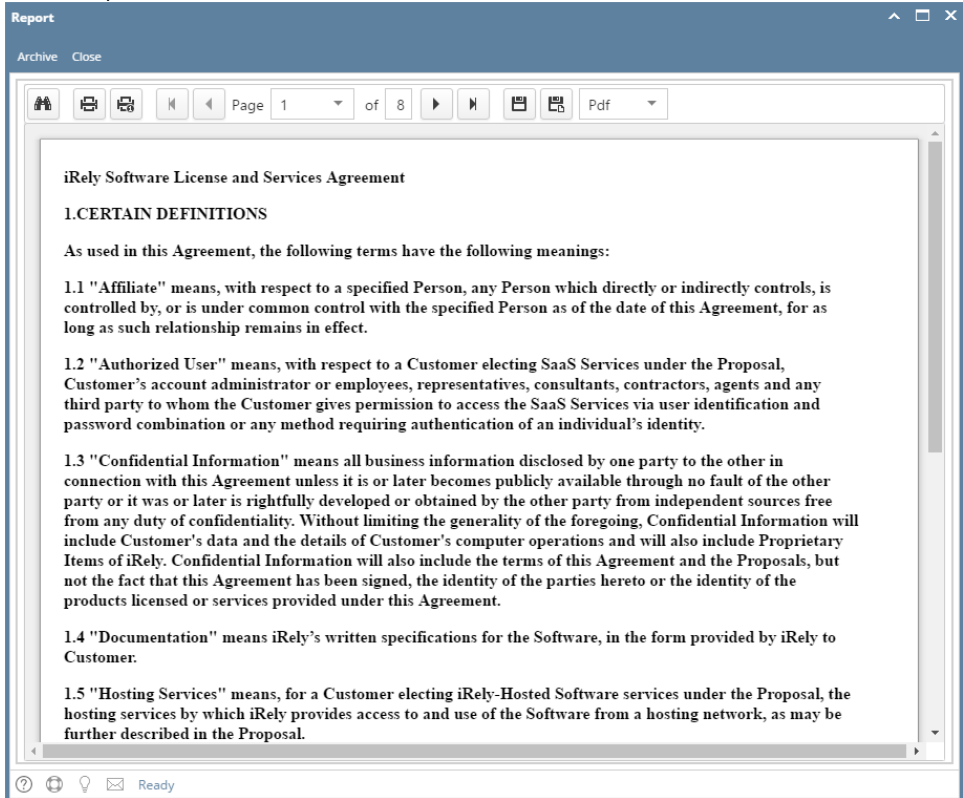 Report
Archive Close
Page 1 of 8 Pdf
iRely Software License and Services Agreement
1.CERTAIN DEFINITIONS
As used in this Agreement, the following terms have the following meanings:
1.1 "Affiliate" means, with respect to a specified Person, any Person which directly or indirectly controls, is
controlled by, or is under common control with the specified Person as of the date of this Agreement, for as
long as such relationship remains in effect.
1.2 "Authorized User" means, with respect to a Customer electing SaaS Services under the Proposal,
Customer’s account administrator or employees, representatives, consultants, contractors, agents and any
third party to whom the Customer gives permission to access the SaaS Services via user identification and
password combination or any method requiring authentication of an individual’s identity.
1.3 "Confidential Information" means all business information disclosed by one party to the other in
connection with this Agreement unless it is or later becomes publicly available through no fault of the other
party or it was or later is rightfully developed or obtained by the other party from independent sources free
from any duty of confidentiality. Without limiting the generality of the foregoing, Confidential Information will
include Customer's data and the details of Customer's computer operations and will also include Proprietary
Items of iRely. Confidential Information will also include the terms of this Agreement and the Proposals, but
not the fact that this Agreement has been signed, the identity of the parties hereto or the identity of the
products licensed or services provided under this Agreement.
1.4 "Documentation" means iRely’s written specifications for the Software, in the form provided by iRely to
Customer.
1.5 "Hosting Services" means, for a Customer electing iRely-Hosted Software services under the Proposal, the
hosting services by which iRely provides access to and use of the Software from a hosting network, as may be
further described in the Proposal.
Ready